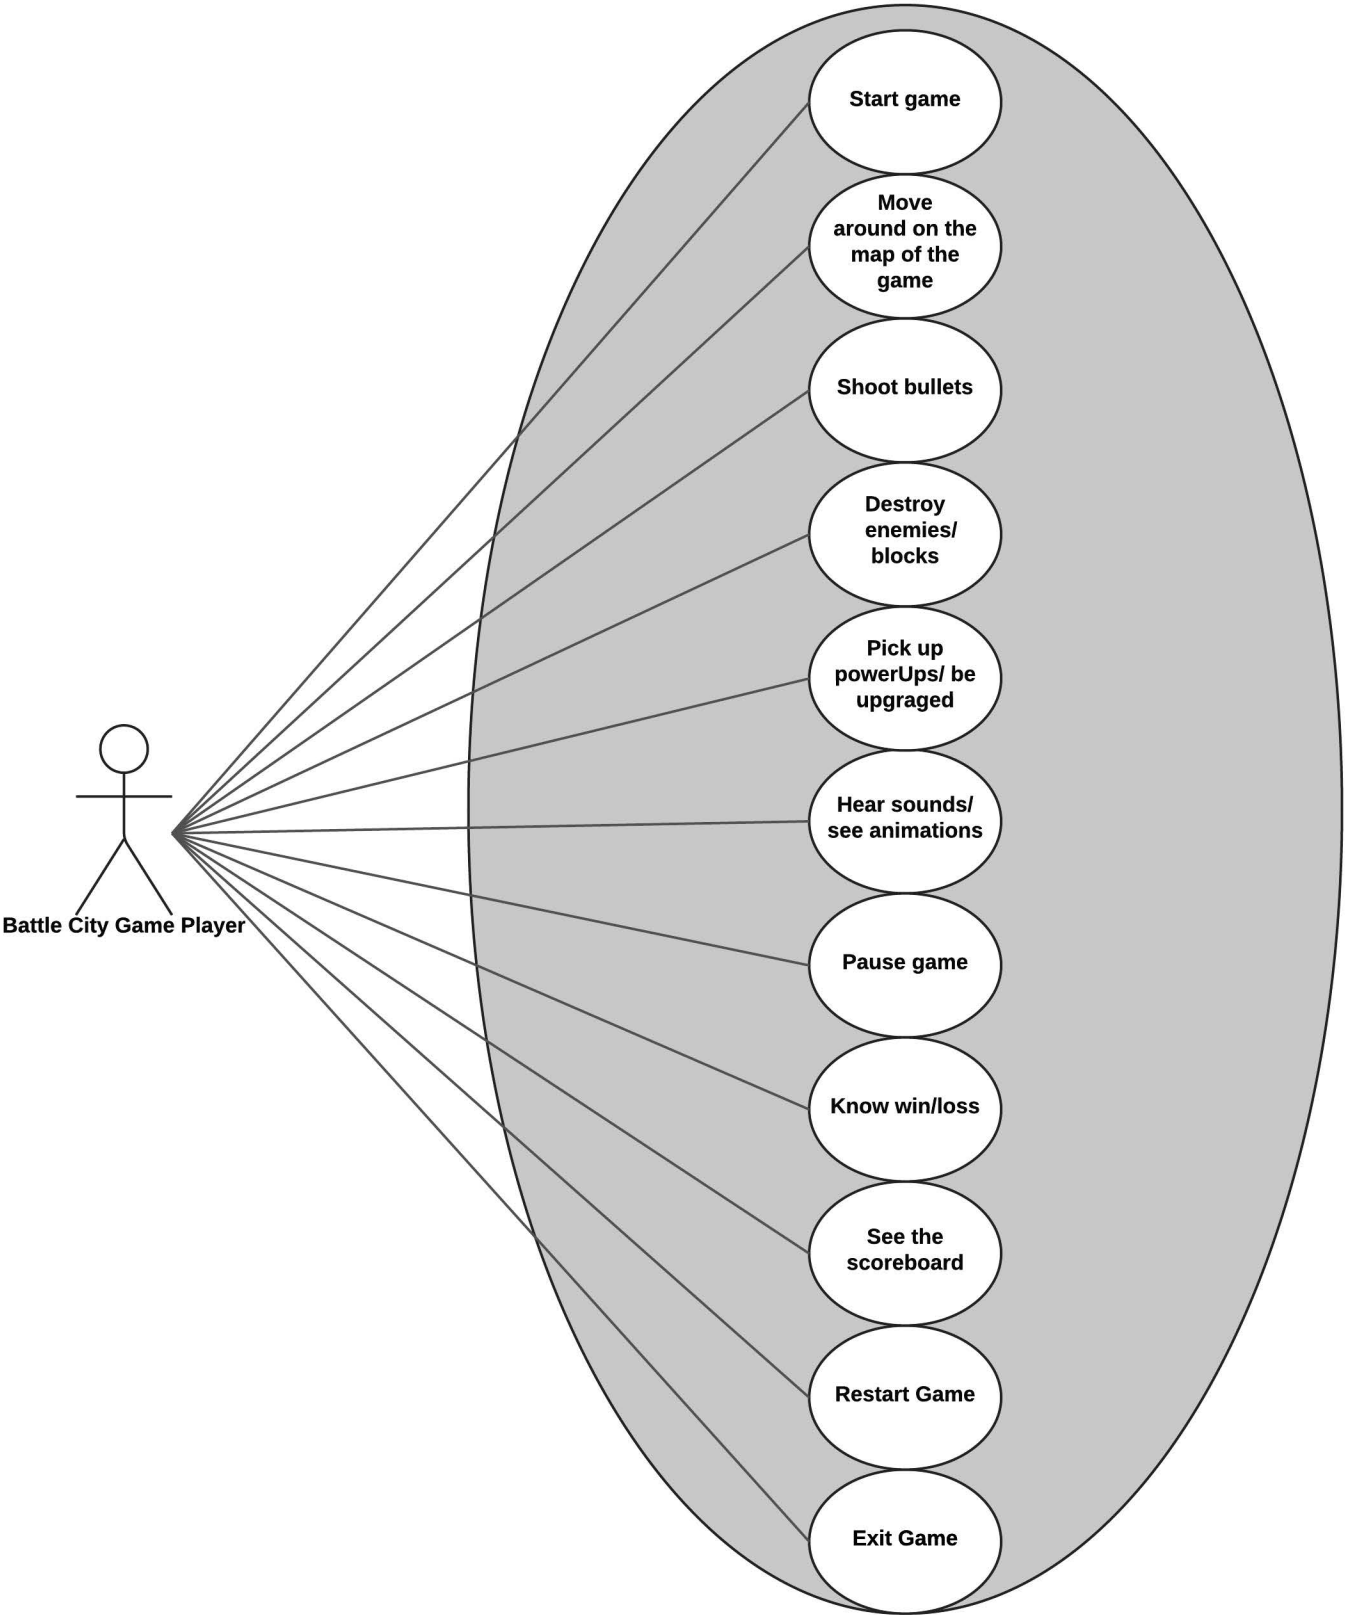 Start game
Move
around on the
map of the
game
Shoot bullets
Destroy
enemies/
blocks
Pick up
powerUps/ be
upgraged
Hear sounds/
see animations
Battle City Game Player
Pause game
Know win/loss
See the
scoreboard
Restart Game
Exit Game